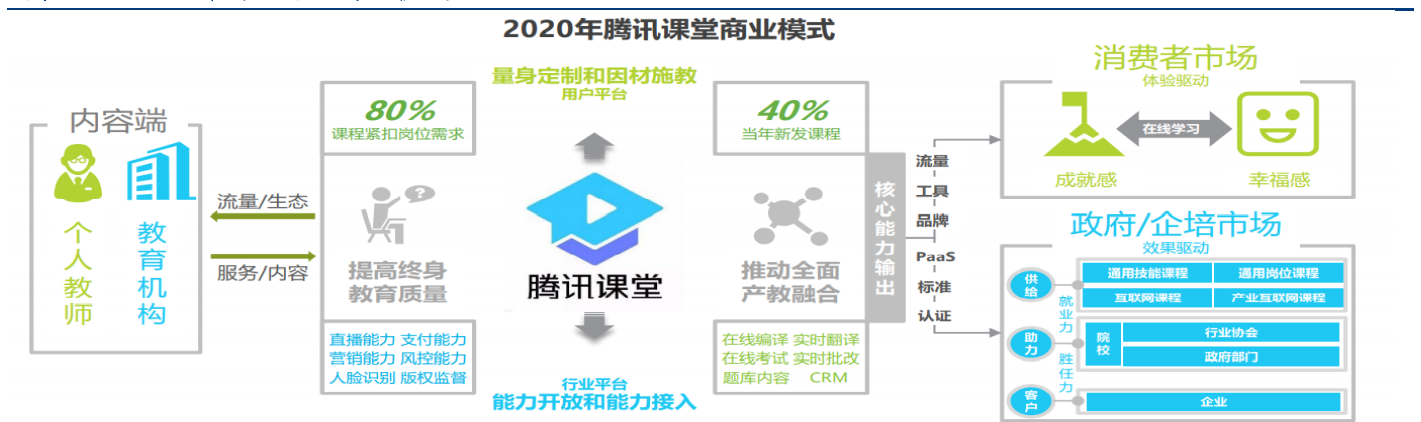 2020年腾讯课堂商业模式
内容端
个人教师
教育机构
流量/生态
服务/内容
80%
课程紧扣岗位需求
提高终身
教育质量
直播能力 支付能力
营销能力 风控能力
人脸识别 版权监督
量身定制和因材施教
用户平台
腾讯课堂
行业平台
能力开放和能力接入
40%
当年新发课程
推动全面
产教融合
在线编译 实时翻译
在线考试 实时批改
题库内容 CRM
核心能力输出
流量
工具
品牌
PaaS
标准
认证
消费者市场
体验驱动
在线学习
成就感
幸福感
政府/企培市场
效果驱动
供给
就业力
通用技能课程
通用岗位课程
互联网课程
产业互联网课程
助力
胜任力
院校
行业协会
政府部门
客户
企业